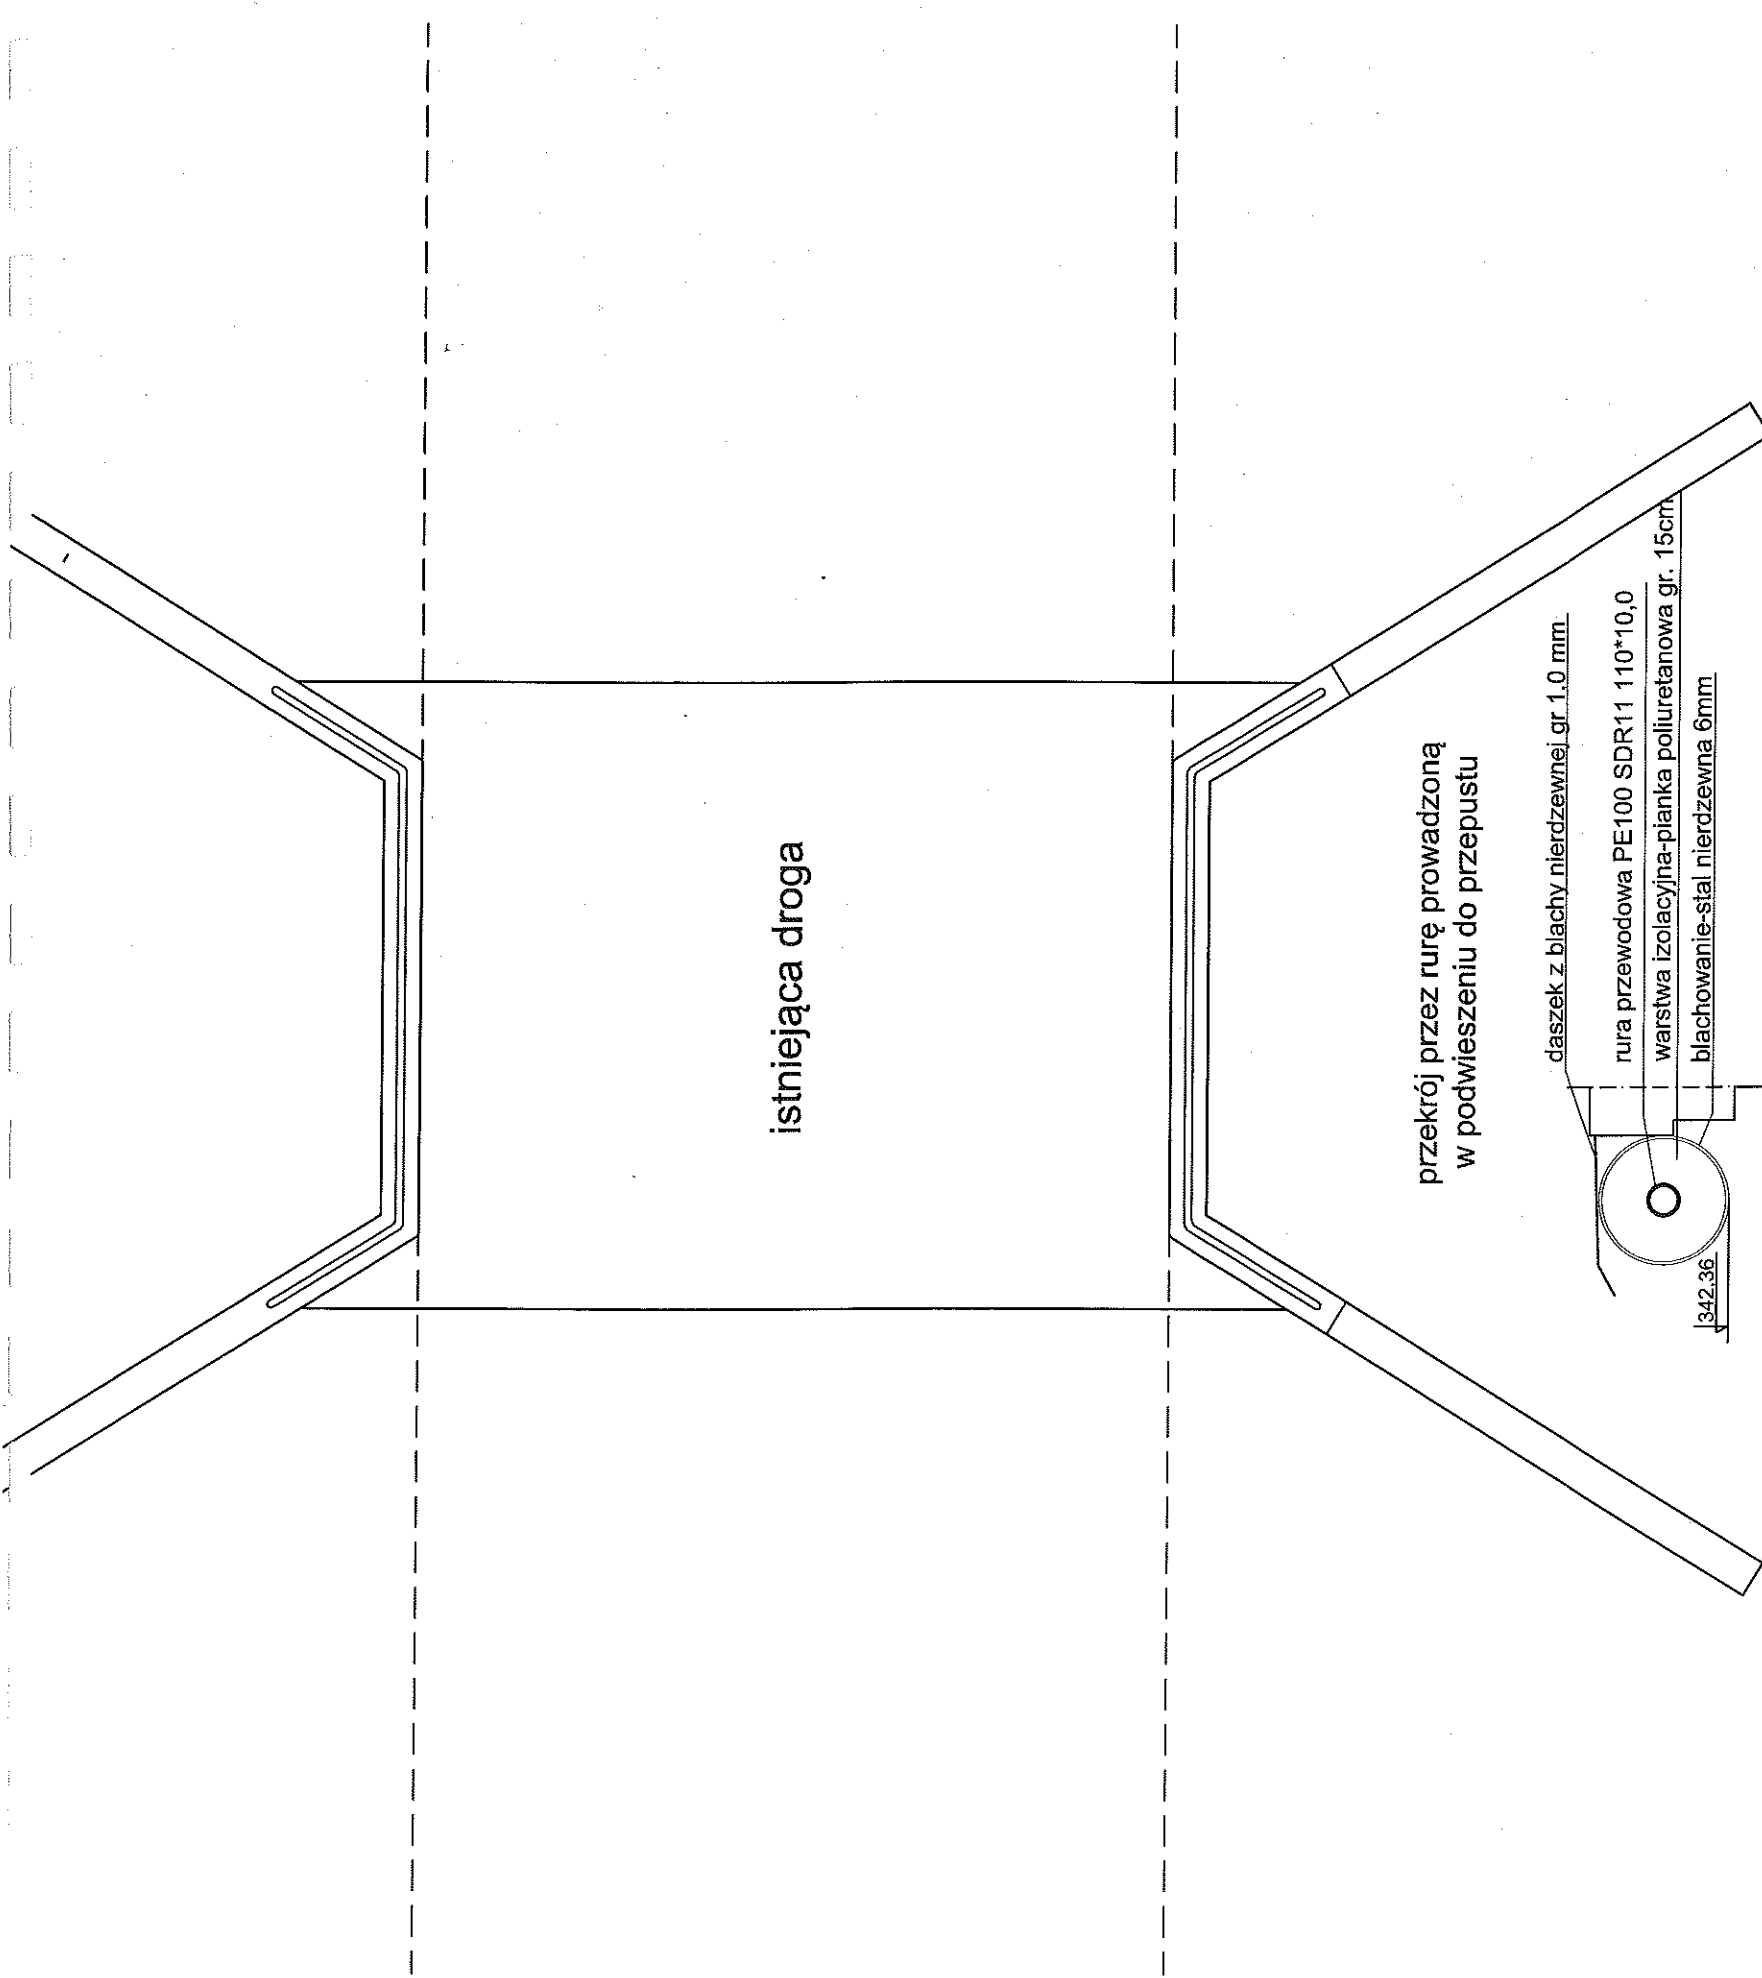 istniejąca droga
przekrój przez rurę prowadzoną
w podwieszeniu do przepustu
daszek z blachy nierdzewnej gr 1,0 mm
rura przewodowa PE100 SDR11 110*10,0
warstwa izolacyjna-pianka poliuretanowa gr. 15cm
blachowanie-stal nierdzewna 6mm
342,36